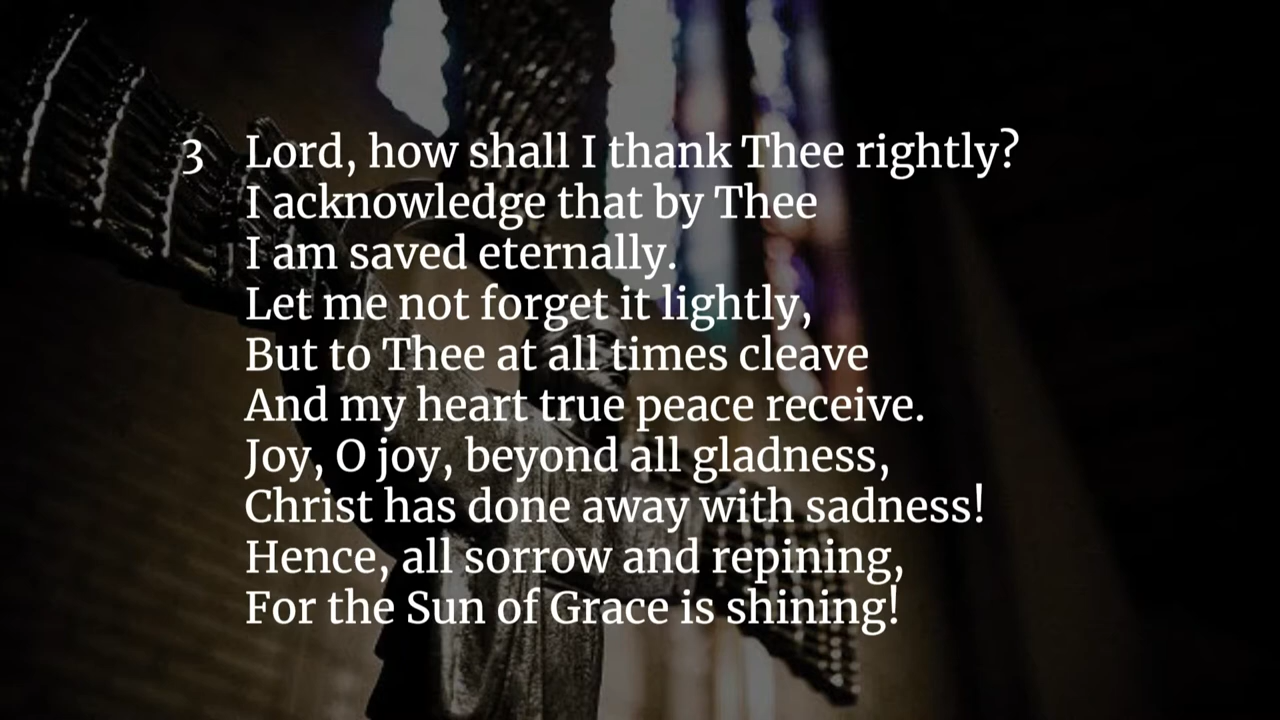 3 Lord, how shall I thank Thee rightly?
I acknowledge that by Thee
I am saved eternally.
Let me not forget it lightly,
But to Thee at all times cleave
And my heart true peace receive.
Joy, O joy, beyond all gladness,
Christ has done away with sadness!
Hence, all sorrow and repining,
For the Sun of Grace is shining!